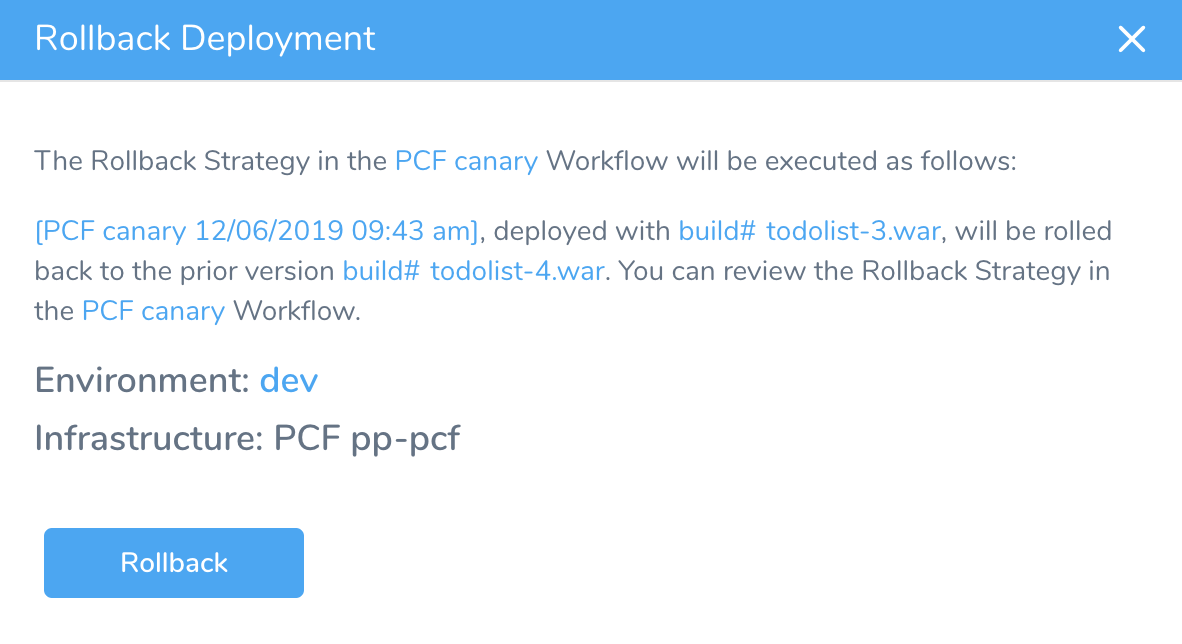 Rollback Deployment
The Rollback Strategy in the PCF canary Workflow will be executed as follows:
[PCF canary 12/06/2019 09:43 am], deployed with build# todolist-3.war, will be rolled
back to the prior version build# todolist-4.war. You can review the Rollback Strategy in
the PCF canary Workflow.
Environment: dev
Infrastructure: PCF pp-pcf
Rollback